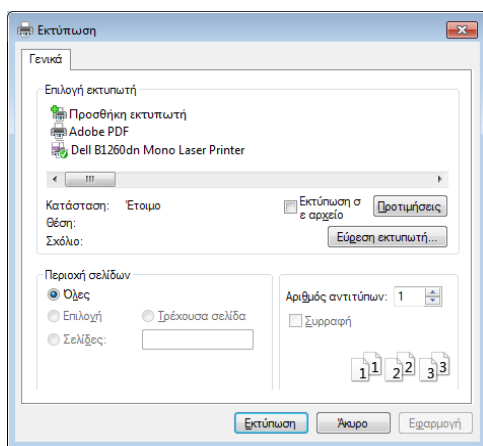 Εκτύπωση
Γενικά
Επιλογή εκτυπωτή
Προσθήκη εκτυπωτή
Adobe PDF
Dell B1260dn Mono Laser Printer
Κατάσταση: Έτοιμο
Θέση:
Σχόλιο:
Εκτύπωση σ
ε αρχείο
Προτιμήσεις
Εύρεση εκτυπωτή...
Περιοχή σελίδων
Όλες
Επιλογή
Τρέχουσα σελίδα
Σελίδες:
Αριθμός αντιτύπων: 1
Συρραφή
1 1 2 2 3 3
Εκτύπωση
Άκυρο
Εφαρμογή